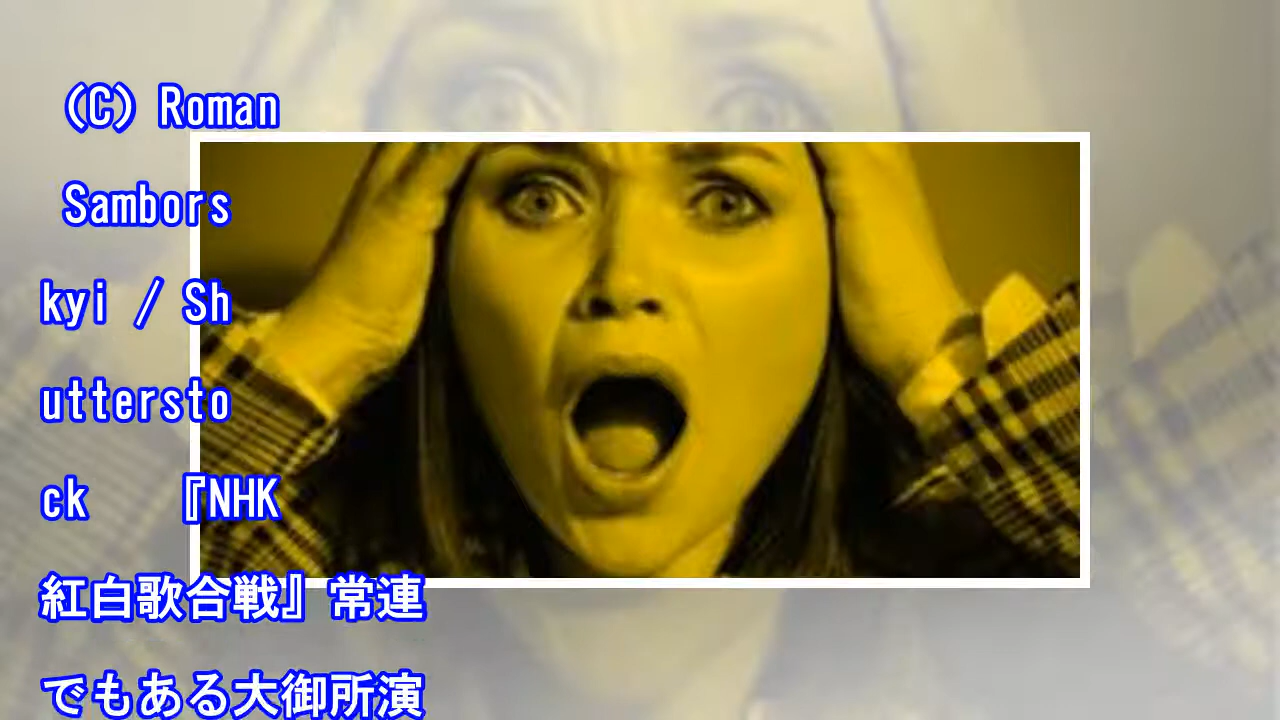 (C) Roman
Sambors
kyi / Sh
uttersto
ck 『NHK
紅白歌合戦』常連
でもある大御所演